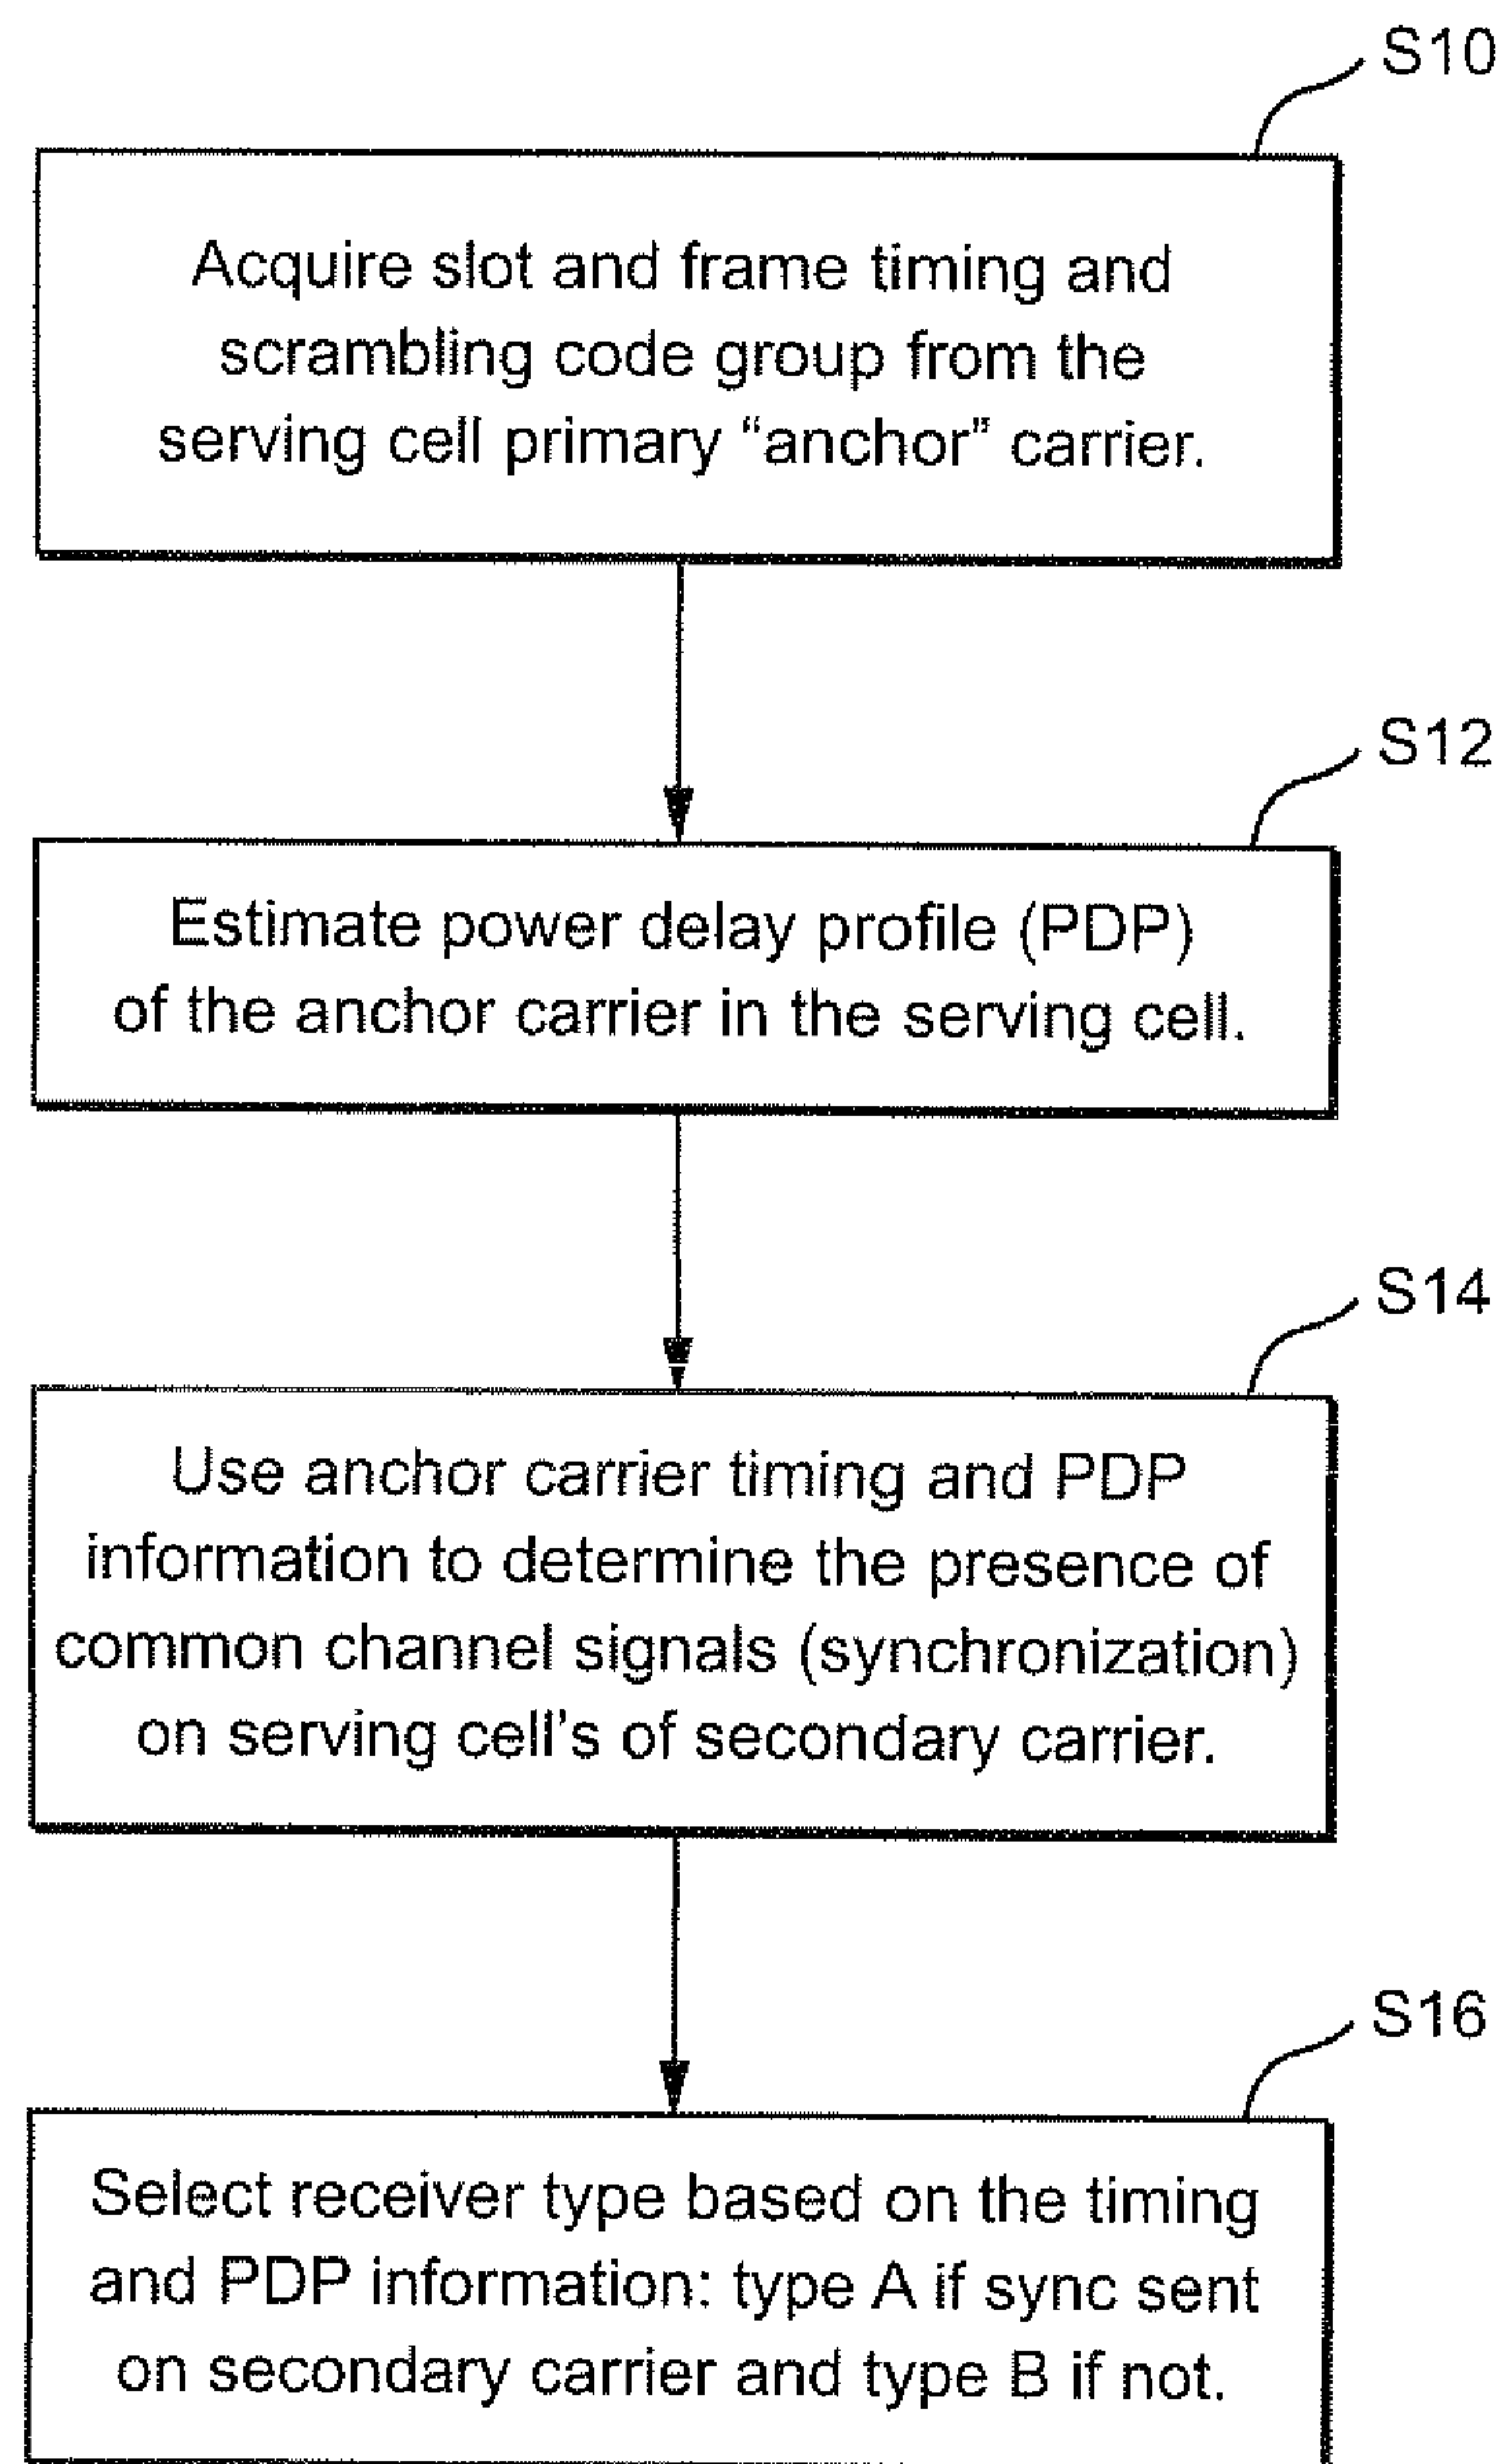 S10
Acquire slot and frame timing and
scrambling code group from the
serving cell primary “anchor” carrier.
S12
Estimate power delay profile (PDP)
of the anchor carrier in the serving cell.
S14
Use anchor carrier timing and PDP
information to determine the presence of
common channel signals (synchronization)
on serving cell’s of secondary carrier.
S16
Select receiver type based on the timing
and PDP information: type A if sync sent
on secondary carrier and type B if not.